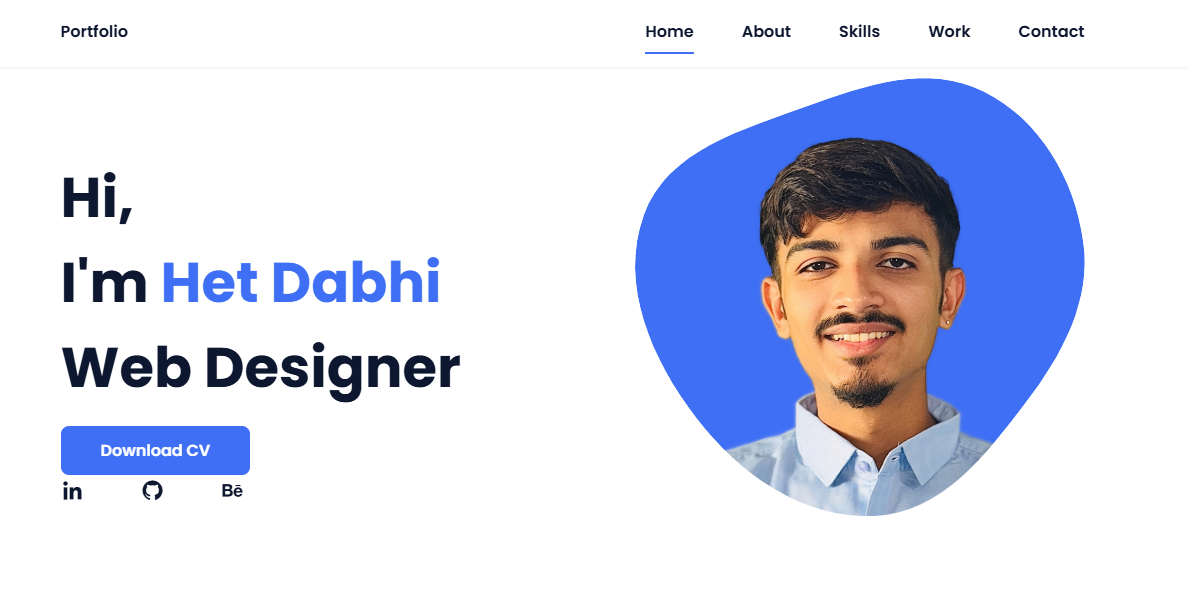 Portfolio
Home About Skills Work Contact
Hi,
I'm Het Dabhi
Web Designer
Download CV
in Bē